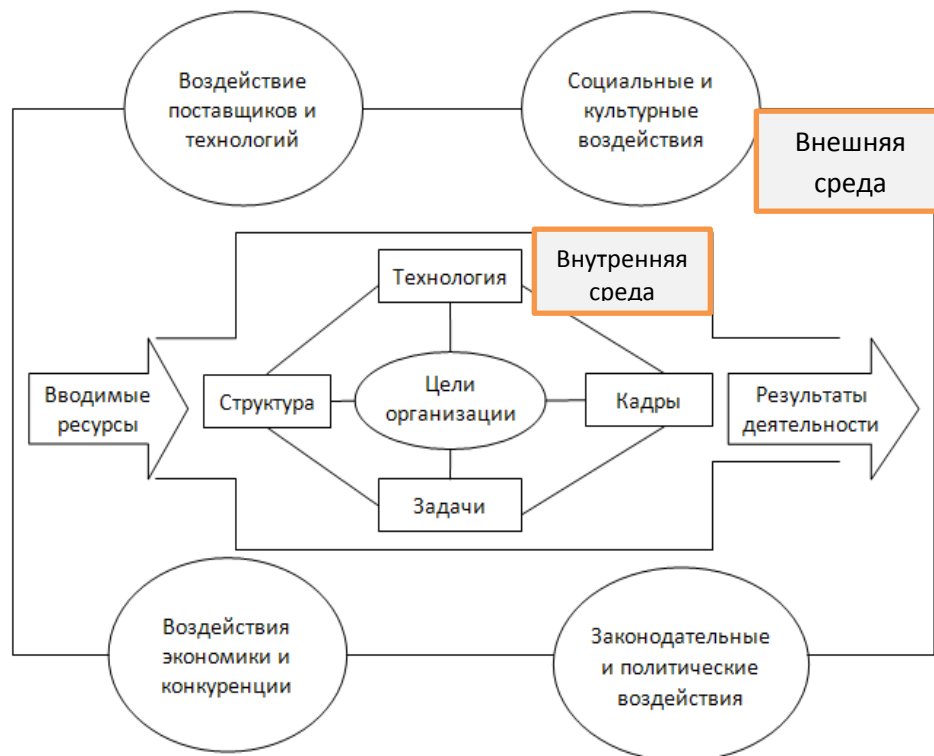 Воздействие
поставщиков и
технологий
Социальные и
культурные
воздействия
Внешняя
среда
Технология
Внутренняя
среда
Вводимые
ресурсы
Структура
Цели
организации
Кадры
Результаты
деятельности
Задачи
Воздействия
экономики и
конкуренции
Законодательные
и политические
воздействия